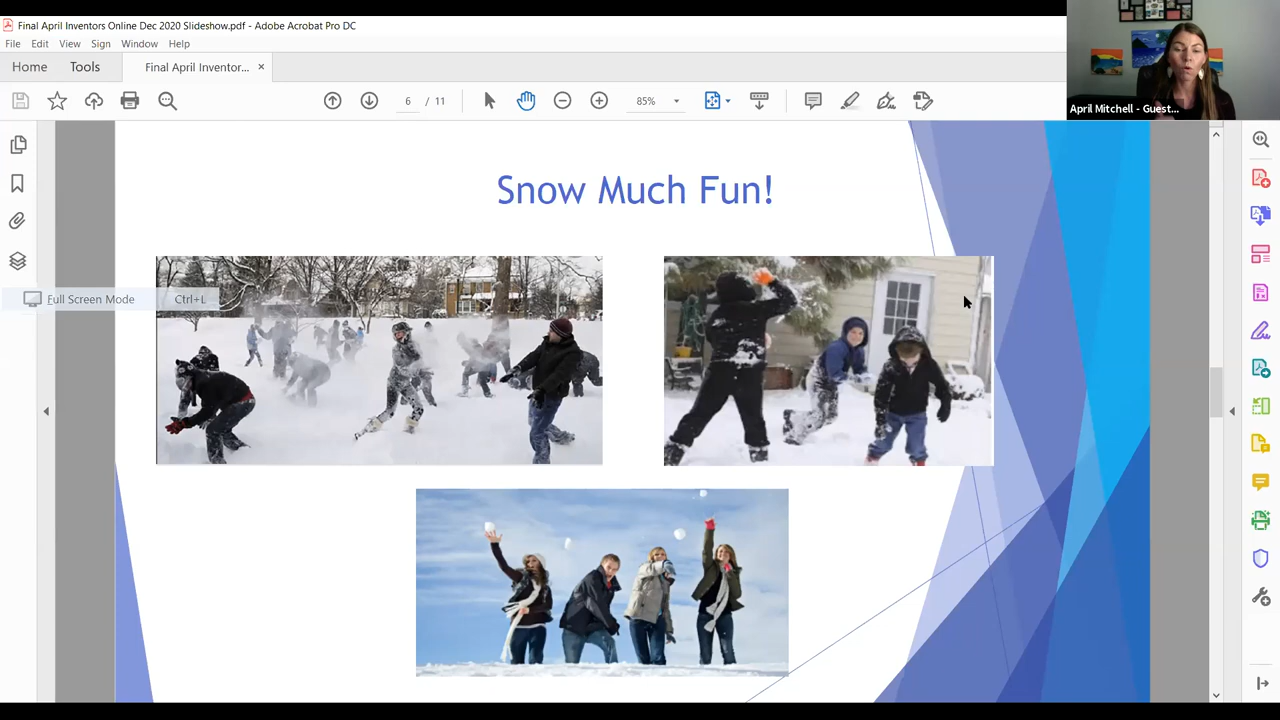 Final April Inventors Online Dec 2020 Slideshow.pdf - Adobe Acrobat Pro DC
File Edit View Sign Window Help
Home Tools Final April Inventor... ×
6 / 11 85%
April Mitchell - Guest...
Snow Much Fun!
Full Screen Mode Ctrl+L